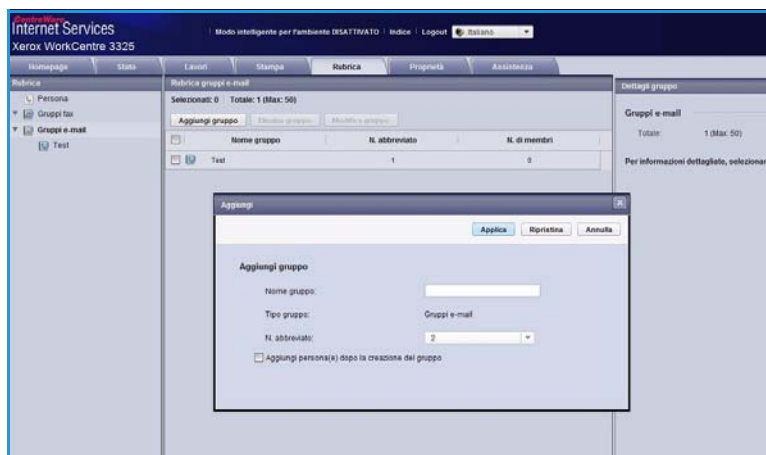 CentreWare
Internet Services
Xerox WorkCentre 3325
Modo intelligente per l'ambiente DISATTIVATO Indice Logout Italiano
Homepage Stato Lavori Stampa Rubrica Proprietà Assistenza
Rubrica
Persona
Gruppi fax
Gruppi e-mail
Test
Rubrica gruppi e-mail
Selezionati: 0 Totale: 1 (Max: 50)
Aggiungi gruppo Elimina gruppo Modifica gruppo
Nome gruppo N. abbreviato N. di membri
Test 1 0
Dettagli gruppo
Gruppi e-mail
Totale: 1 (Max: 50)
Per informazioni dettagliate, selezionar
Aggiungi
Applica Ripristina Annulla
Aggiungi gruppo
Nome gruppo:
Tipo gruppo: Gruppi e-mail
N. abbreviato: 2
Aggiungi persona(e) dopo la creazione del gruppo